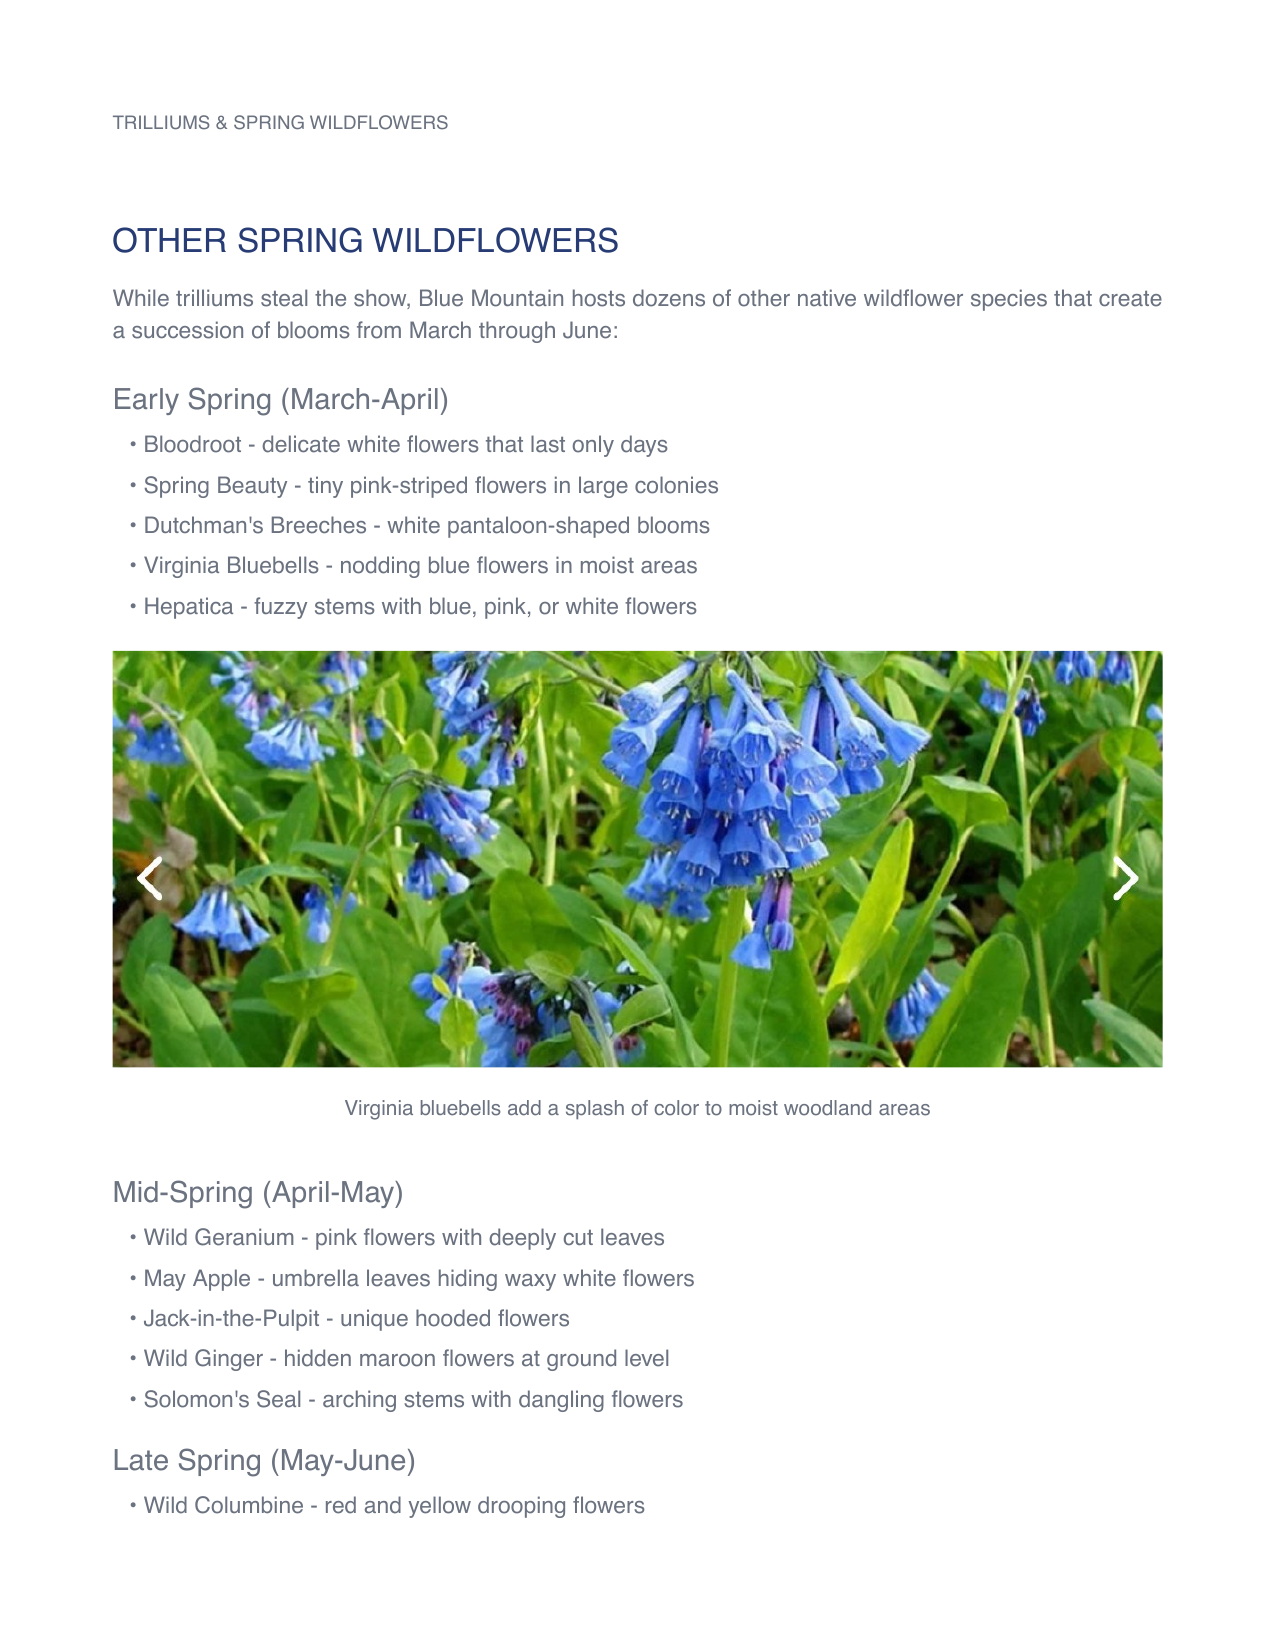 TRILLIUMS & SPRING WILDFLOWERS
OTHER SPRING WILDFLOWERS
While trilliums steal the show, Blue Mountain hosts dozens of other native wildflower species that create
a succession of blooms from March through June:
Early Spring (March-April)
• Bloodroot - delicate white flowers that last only days
• Spring Beauty - tiny pink-striped flowers in large colonies
• Dutchman's Breeches - white pantaloon-shaped blooms
• Virginia Bluebells - nodding blue flowers in moist areas
• Hepatica - fuzzy stems with blue, pink, or white flowers
Virginia bluebells add a splash of color to moist woodland areas
Mid-Spring (April-May)
• Wild Geranium - pink flowers with deeply cut leaves
• May Apple - umbrella leaves hiding waxy white flowers
• Jack-in-the-Pulpit - unique hooded flowers
• Wild Ginger - hidden maroon flowers at ground level
• Solomon's Seal - arching stems with dangling flowers
Late Spring (May-June)
• Wild Columbine - red and yellow drooping flowers